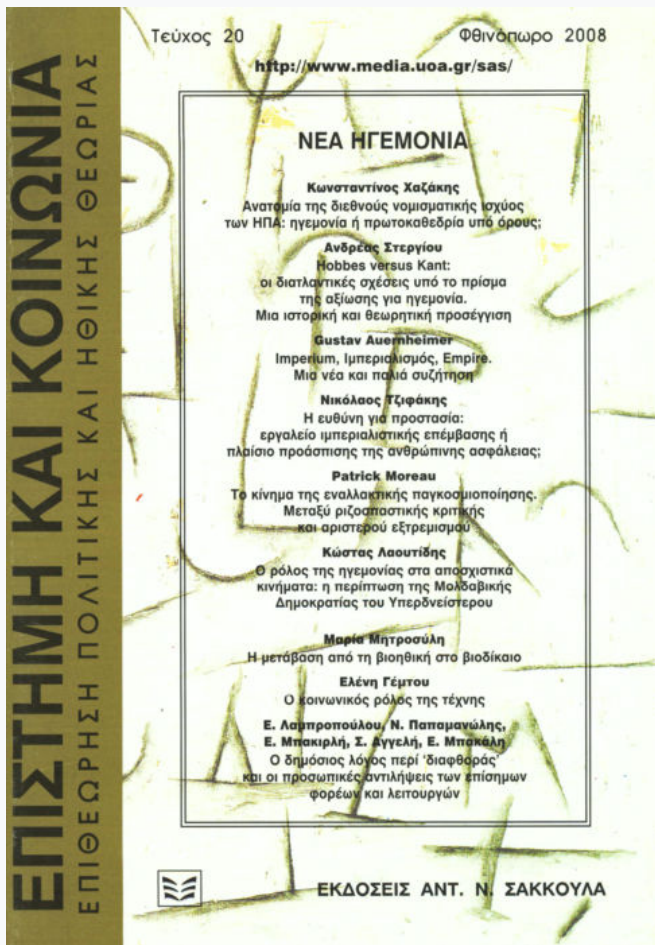 ΕΠΙΣΤΗΜΗ ΚΑΙ ΚΟΙΝΩΝΙΑ
ΕΠΙΘΕΩΡΗΣΗ ΠΟΛΙΤΙΚΗΣ ΚΑΙ ΗΘΙΚΗΣ ΘΕΩΡΙΑΣ
Τεύχος 20
Φθινόπωρο 2008
http://www.media.uoa.gr/sas/
ΝΕΑ ΗΓΕΜΟΝΙΑ
Κωνσταντίνος Χαζάκης
Ανατομία της διεθνούς νομισματικής ισχύος
των ΗΠΑ: ηγεμονία ή πρωτοκαθεδρία υπό όρους;
Ανδρέας Στεργίου
Hobbes versus Kant:
οι διατλαντικές σχέσεις υπό το πρίσμα
της αξίωσης για ηγεμονία.
Μια ιστορική και θεωρητική προσέγγιση
Gustav Auernheimer
Imperium, Ιμπεριαλισμός, Empire.
Μια νέα και παλιά συζήτηση
Νικόλαος Τζιφάκης
Η ευθύνη για προστασία:
εργαλείο ιμπεριαλιστικής επέμβασης ή
πλαίσιο προάσπισης της ανθρώπινης ασφάλειας;
Patrick Moreau
Το κίνημα της εναλλακτικής παγκοσμιοποίησης.
Μεταξύ ριζοσπαστικής κριτικής
και αριστερού εξτρεμισμού
Κώστας Λαουτίδης
Ο ρόλος της ηγεμονίας στα αποσχιστικά
κινήματα: η περίπτωση της Μολδαβικής
Δημοκρατίας του Υπερδνείστερου
Μαρία Μητροσύλη
Η μετάβαση από τη βιοηθική στο βιοδίκαιο
Ελένη Γέμτου
Ο κοινωνικός ρόλος της τέχνης
Ε. Λαμπροπούλου, Ν. Παπαμανώλης,
Ε. Μπακιρλή, Σ. Αγγελή, Ε. Μπακάλη
Ο δημόσιος λόγος περί 'διαφθοράς'
και οι προσωπικές αντιλήψεις των επίσημων
φορέων και λειτουργών
ΕΚΔΟΣΕΙΣ ΑΝΤ. Ν. ΣΑΚΚΟΥΛΑ